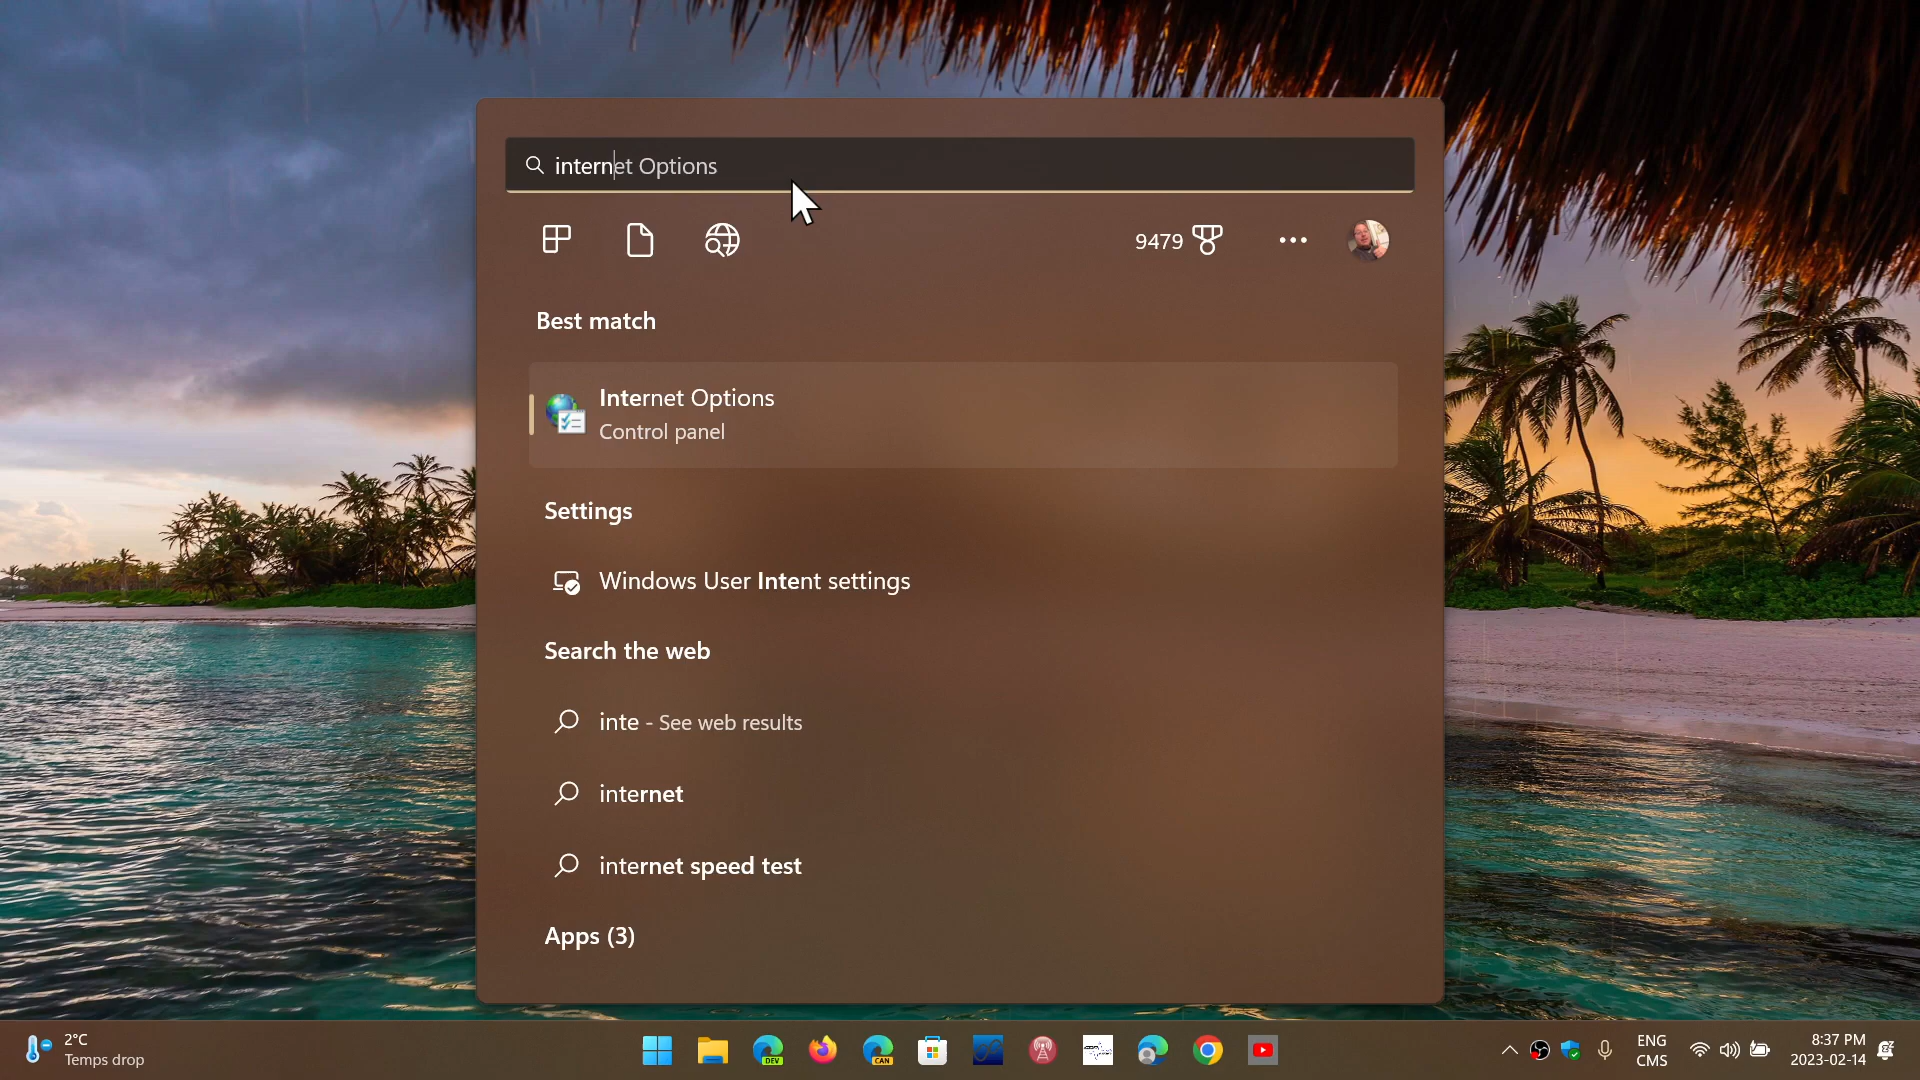 internet Options
9479
Best match
Internet Options
Control panel
Settings
Windows User Intent settings
Search the web
inte - See web results
internet
internet speed test
Apps (3)
2°C
Temps drop
DEV
CAN
ENG
CMS
8:37 PM
2023-02-14